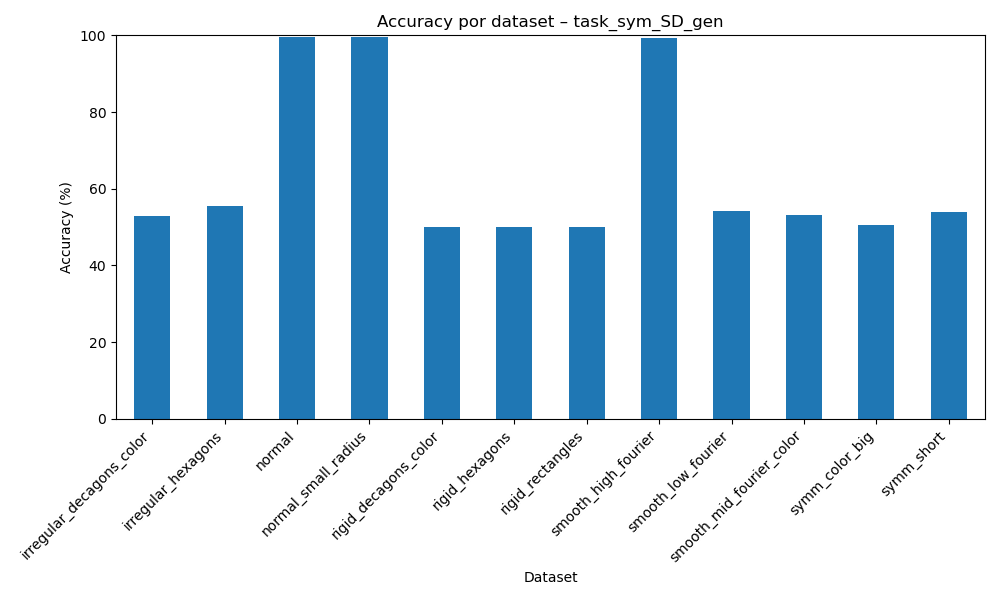 Accuracy por dataset – task_sym_SD_gen
100
80
60
40
20
0
Accuracy (%)
irregular_decagons_color
irregular_hexagons
normal
normal_small_radius
rigid_decagons_color
rigid_hexagons
rigid_rectangles
smooth_high_fourier
smooth_low_fourier
smooth_mid_fourier_color
symm_color_big
symm_short
Dataset